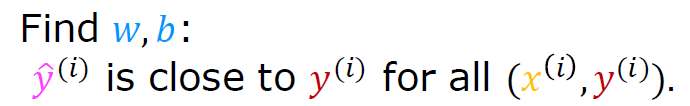 Find w, b:
ŷ⁽ⁱ⁾ is close to y⁽ⁱ⁾ for all (x⁽ⁱ⁾, y⁽ⁱ⁾).